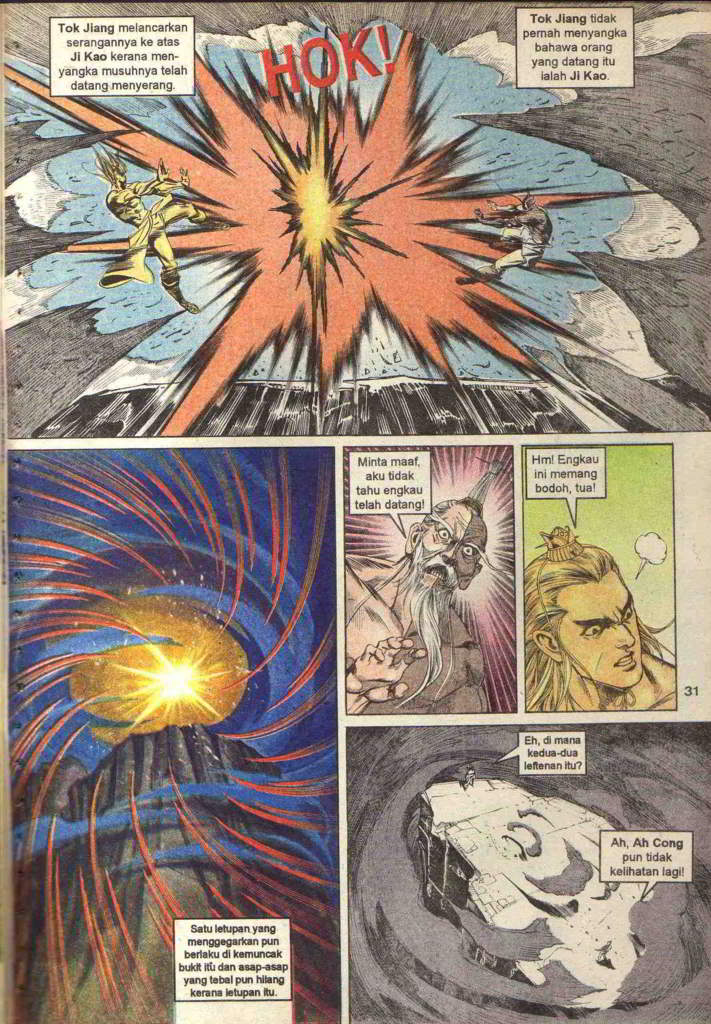 Tok Jiang melancarkan
serangannya ke atas
Ji Kao kerana men-
yangka musuhnya telah
datang menyerang.
HOK!
Tok Jiang tidak
pernah menyangka
bahawa orang
yang datang itu
ialah Ji Kao.
Satu letupan yang
menggegarkan pun
berlaku di kemuncak
bukit itu dan asap-asap
yang tebal pun hilang
kerana letupan itu.
Minta maaf,
aku tidak
tahu engkau
telah datang!
Hm! Engkau
ini memang
bodoh, tua!
31
Eh, di mana
kedua-dua
leftenan itu?
Ah, Ah Cong
pun tidak
kelihatan lagi!